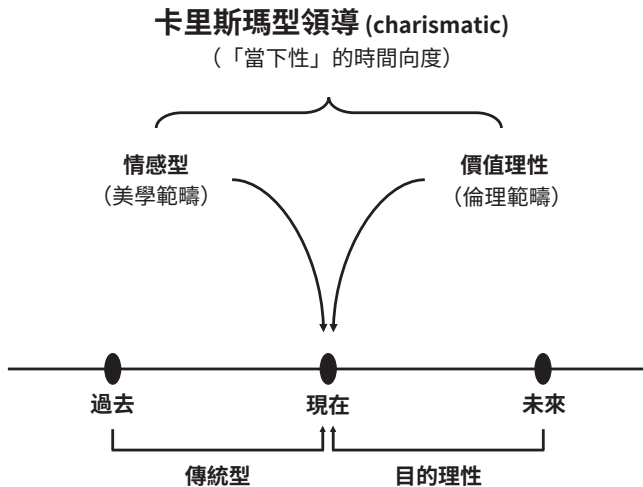 卡里斯瑪型領導 (charismatic)
（「當下性」的時間向度）
情感型
（美學範疇）
價值理性
（倫理範疇）
過去
現在
未來
傳統型
目的理性